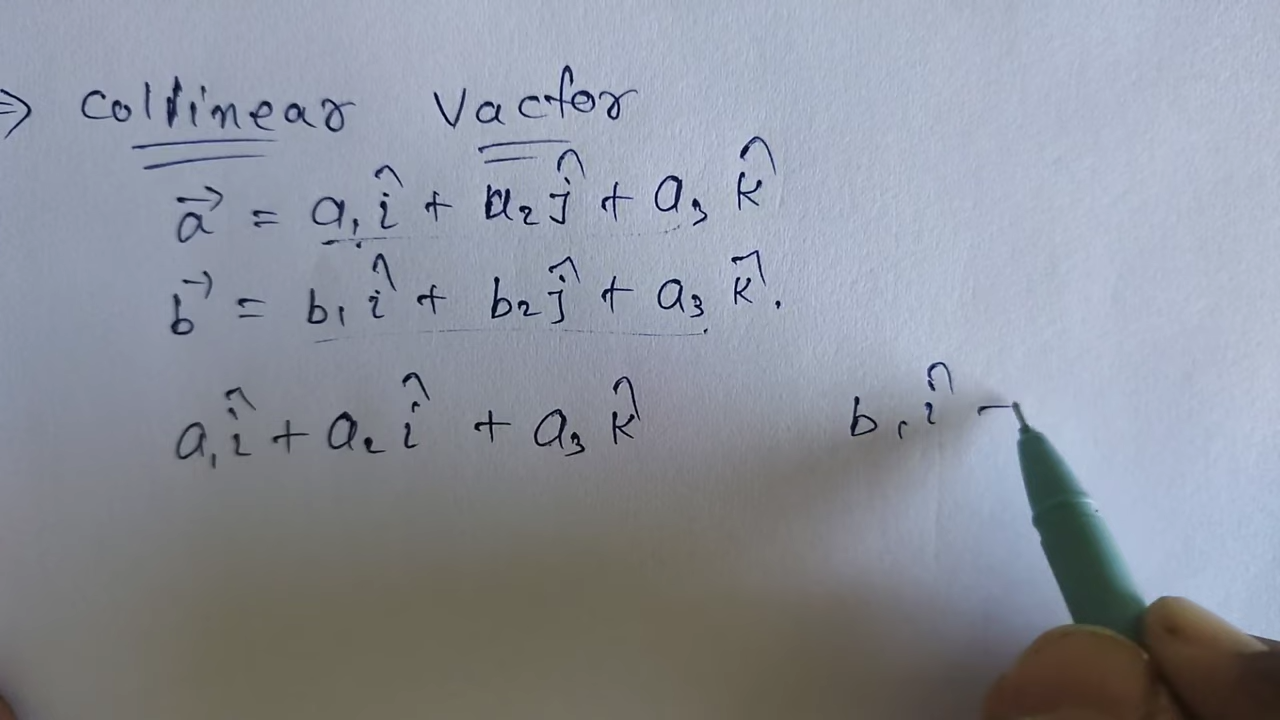 ⇒ Collinear Vactor
a⃗ = a₁î + a₂ĵ + a₃k̂
b⃗ = b₁î + b₂ĵ + a₃k̂.
a₁î + a₂î + a₃k̂ b₁î -